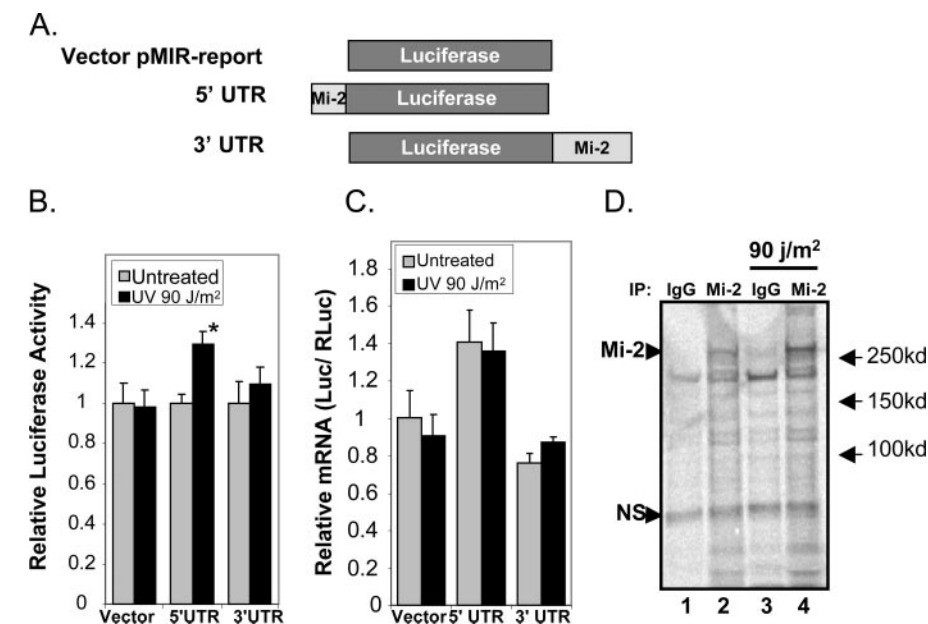 A.
Vector pMIR-report
Luciferase
5' UTR
Mi-2
Luciferase
3' UTR
Luciferase
Mi-2
B.
Relative Luciferase Activity
Untreated
UV 90 J/m²
1.4
1.2
1
0.8
0.6
0.4
0.2
0
*
Vector
5'UTR
3'UTR
C.
Relative mRNA (Luc/ RLuc)
Untreated
UV 90 J/m²
1.8
1.6
1.4
1.2
1
0.8
0.6
0.4
0.2
0
Vector
5' UTR
3' UTR
D.
90 j/m²
IP: IgG Mi-2 IgG Mi-2
Mi-2
250kd
150kd
100kd
NS
1 2 3 4